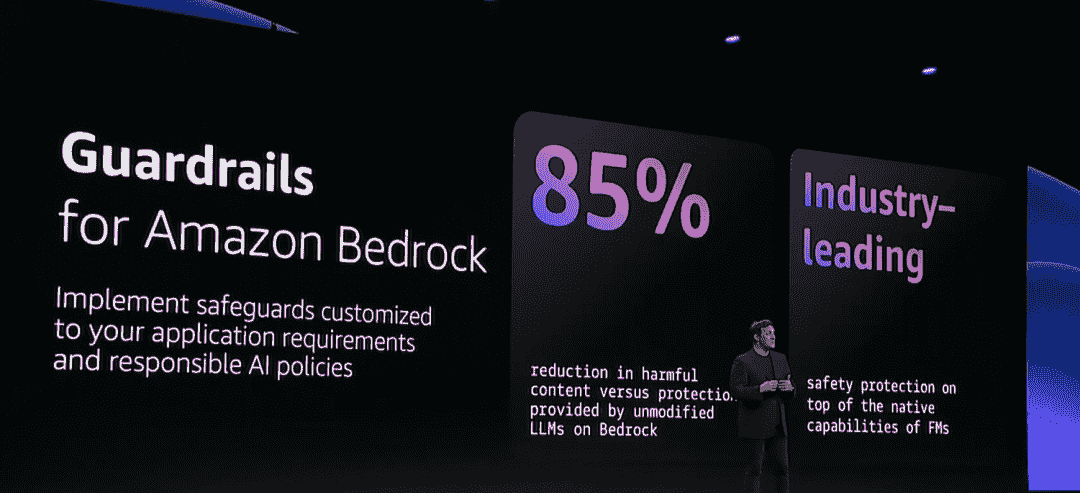 Guardrails
for Amazon Bedrock
Implement safeguards customized
to your application requirements
and responsible AI policies
85%
reduction in harmful
content versus
provided by unmodified
LLMs on Bedrock
Industry–
leading
safety protection on
top of the native
capabilities of FMs